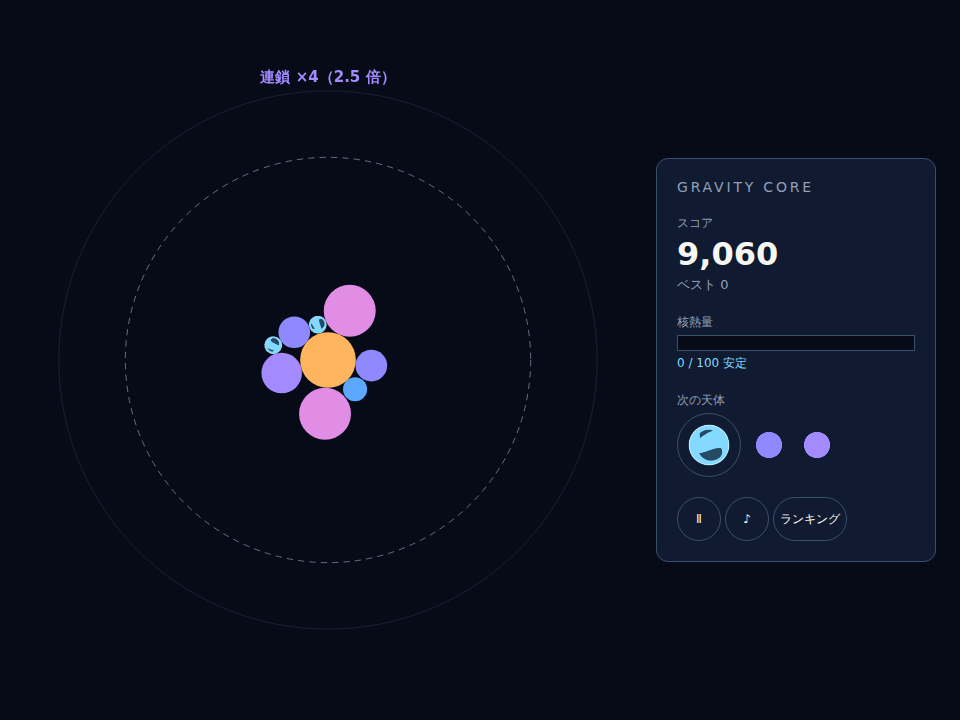 連鎖 ×4（2.5 倍）
GRAVITY CORE
スコア
9,060
ベスト 0
核熱量
0 / 100 安定
次の天体
Ⅱ ♪ ランキング